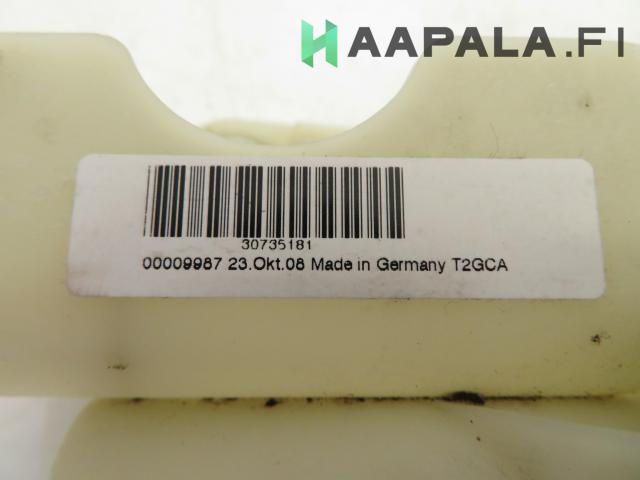 HAAPALA.FI
30735181
00009987 23.Okt.08 Made in Germany T2GCA